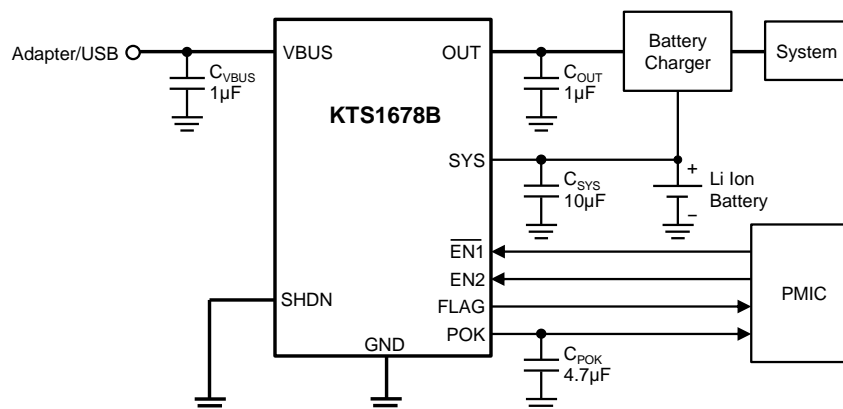 Adapter/USB
VBUS
C_VBUS
1µF
KTS1678B
OUT
C_OUT
1µF
Battery
Charger
System
SYS
C_SYS
10µF
+
−
Li Ion
Battery
E̅N̅1̅
EN2
FLAG
POK
PMIC
SHDN
GND
C_POK
4.7µF